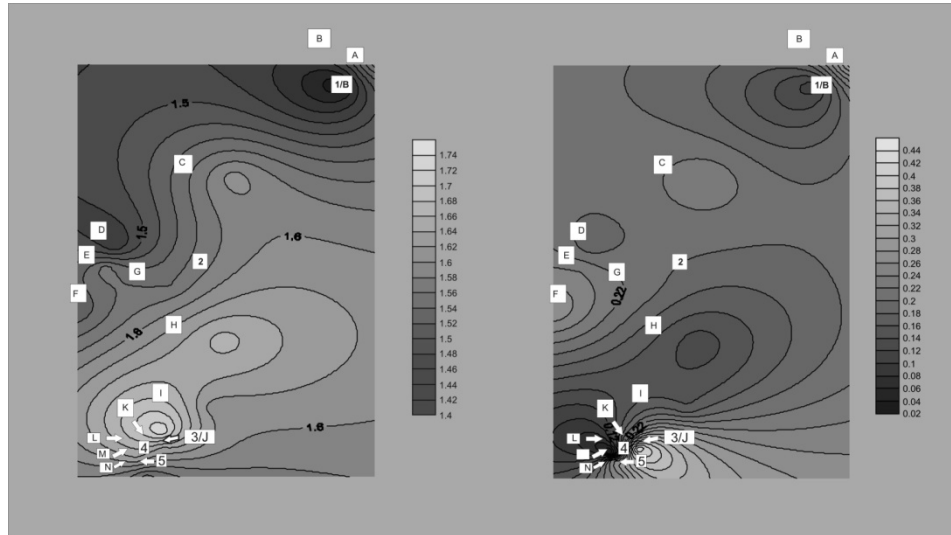 B
A
1/B
1.5
C
D
1.5
E
G
2
1.6
F
H
1.6
I
K
L
3/J
M
4
N
5
1.6
1.74
1.72
1.7
1.68
1.66
1.64
1.62
1.6
1.58
1.56
1.54
1.52
1.5
1.48
1.46
1.44
1.42
1.4
B
A
1/B
C
D
E
G
2
0.22
F
H
I
K
L
3/J
4
N
5
0.44
0.42
0.4
0.38
0.36
0.34
0.32
0.3
0.28
0.26
0.24
0.22
0.2
0.18
0.16
0.14
0.12
0.1
0.08
0.06
0.04
0.02